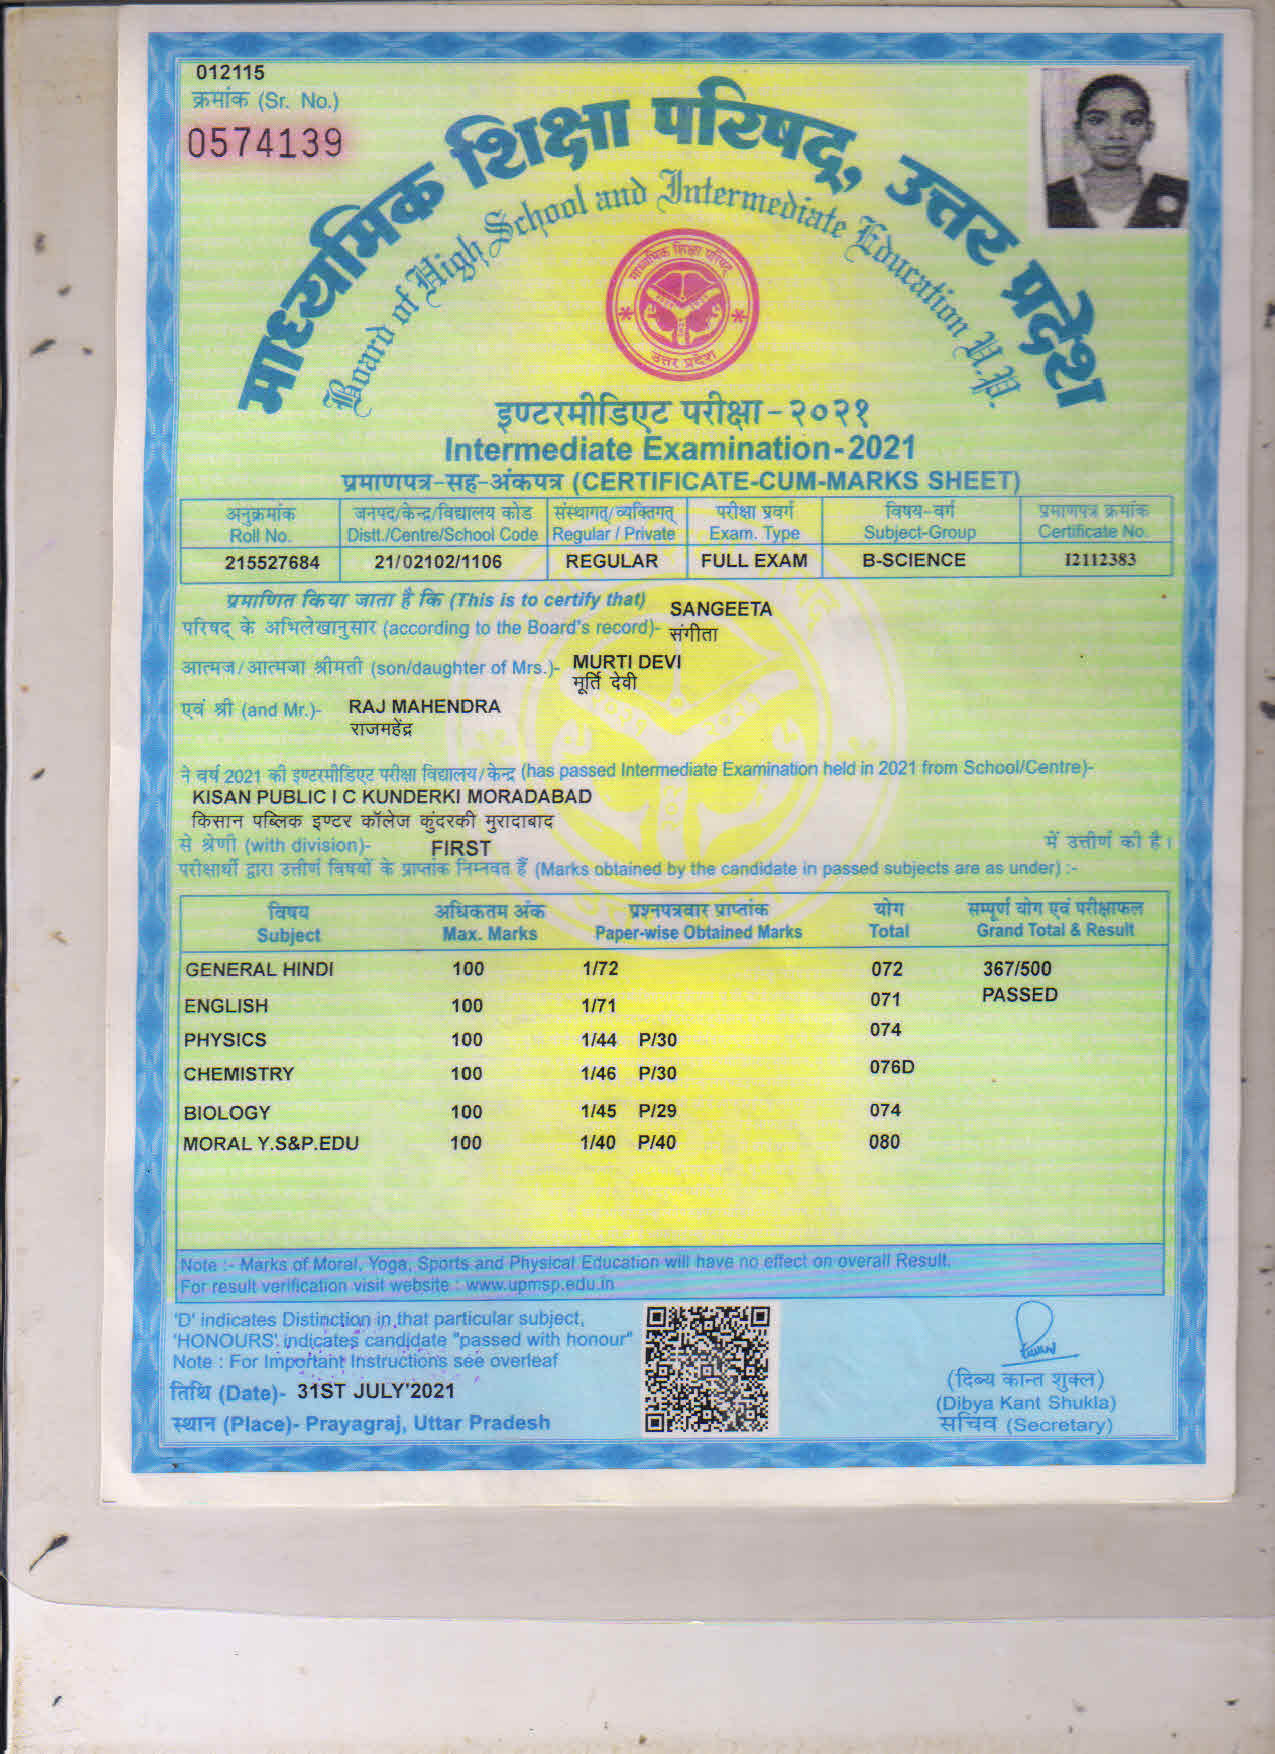 012115
क्रमांक (Sr. No.)
0574139
माध्यमिक शिक्षा परिषद्, उत्तर प्रदेश
Board of High School and Intermediate Education U.P.
माध्यमिक शिक्षा परिषद्
उत्तर प्रदेश
इण्टरमीडिएट परीक्षा - २०२१
Intermediate Examination-2021
प्रमाणपत्र-सह-अंकपत्र (CERTIFICATE-CUM-MARKS SHEET)
अनुक्रमांक जनपद/केन्द्र/विद्यालय कोड संस्थागत्/व्यक्तिगत् परीक्षा प्रवर्ग विषय-वर्ग प्रमाणपत्र क्रमांक
Roll No. Distt./Centre/School Code Regular / Private Exam. Type Subject-Group Certificate No.
215527684 21/02102/1106 REGULAR FULL EXAM B-SCIENCE I2112383
प्रमाणित किया जाता है कि (This is to certify that) SANGEETA
परिषद् के अभिलेखानुसार (according to the Board's record)- संगीता
आत्मज/आत्मजा श्रीमती (son/daughter of Mrs.)- MURTI DEVI
मूर्ति देवी
एवं श्री (and Mr.)- RAJ MAHENDRA
राजमहेंद्र
ने वर्ष 2021 की इण्टरमीडिएट परीक्षा विद्यालय/केन्द्र (has passed Intermediate Examination held in 2021 from School/Centre)-
KISAN PUBLIC I C KUNDERKI MORADABAD
किसान पब्लिक इण्टर कॉलेज कुंदरकी मुरादाबाद
से श्रेणी (with division)- FIRST में उत्तीर्ण की है।
परीक्षार्थी द्वारा उत्तीर्ण विषयों के प्राप्तांक निम्नवत हैं (Marks obtained by the candidate in passed subjects are as under) :-
विषय अधिकतम अंक प्रश्नपत्रवार प्राप्तांक योग सम्पूर्ण योग एवं परीक्षाफल
Subject Max. Marks Paper-wise Obtained Marks Total Grand Total & Result
GENERAL HINDI 100 1/72 072 367/500
ENGLISH 100 1/71 071 PASSED
PHYSICS 100 1/44 P/30 074
CHEMISTRY 100 1/46 P/30 076D
BIOLOGY 100 1/45 P/29 074
MORAL Y.S&P.EDU 100 1/40 P/40 080
Note :- Marks of Moral, Yoga, Sports and Physical Education will have no effect on overall Result.
For result verification visit website : www.upmsp.edu.in
'D' indicates Distinction in that particular subject,
'HONOURS' indicates candidate "passed with honour"
Note : For Important Instructions see overleaf
तिथि (Date)- 31ST JULY'2021
स्थान (Place)- Prayagraj, Uttar Pradesh
(दिब्य कान्त शुक्ल)
(Dibya Kant Shukla)
सचिव (Secretary)